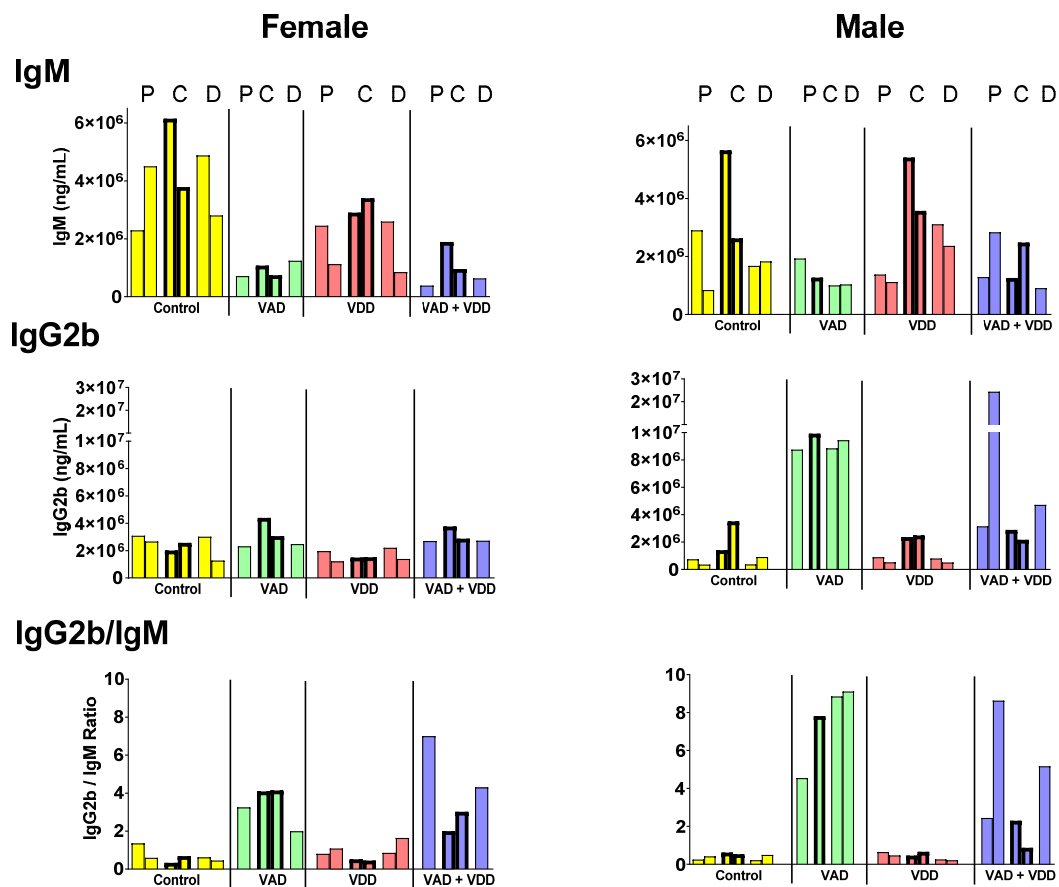 Female Male
IgM
P C D P C D P C D P C D P C D P C D P C D P C D
IgM (ng/mL)
6×10⁶
4×10⁶
2×10⁶
0
Control VAD VDD VAD + VDD
6×10⁶
4×10⁶
2×10⁶
0
Control VAD VDD VAD + VDD
IgG2b
IgG2b (ng/mL)
3×10⁷
2×10⁷
1×10⁷
8×10⁶
6×10⁶
4×10⁶
2×10⁶
0
Control VAD VDD VAD + VDD
3×10⁷
2×10⁷
1×10⁷
8×10⁶
6×10⁶
4×10⁶
2×10⁶
0
Control VAD VDD VAD + VDD
IgG2b/IgM
IgG2b / IgM Ratio
10
8
6
4
2
0
Control VAD VDD VAD + VDD
10
8
6
4
2
0
Control VAD VDD VAD + VDD